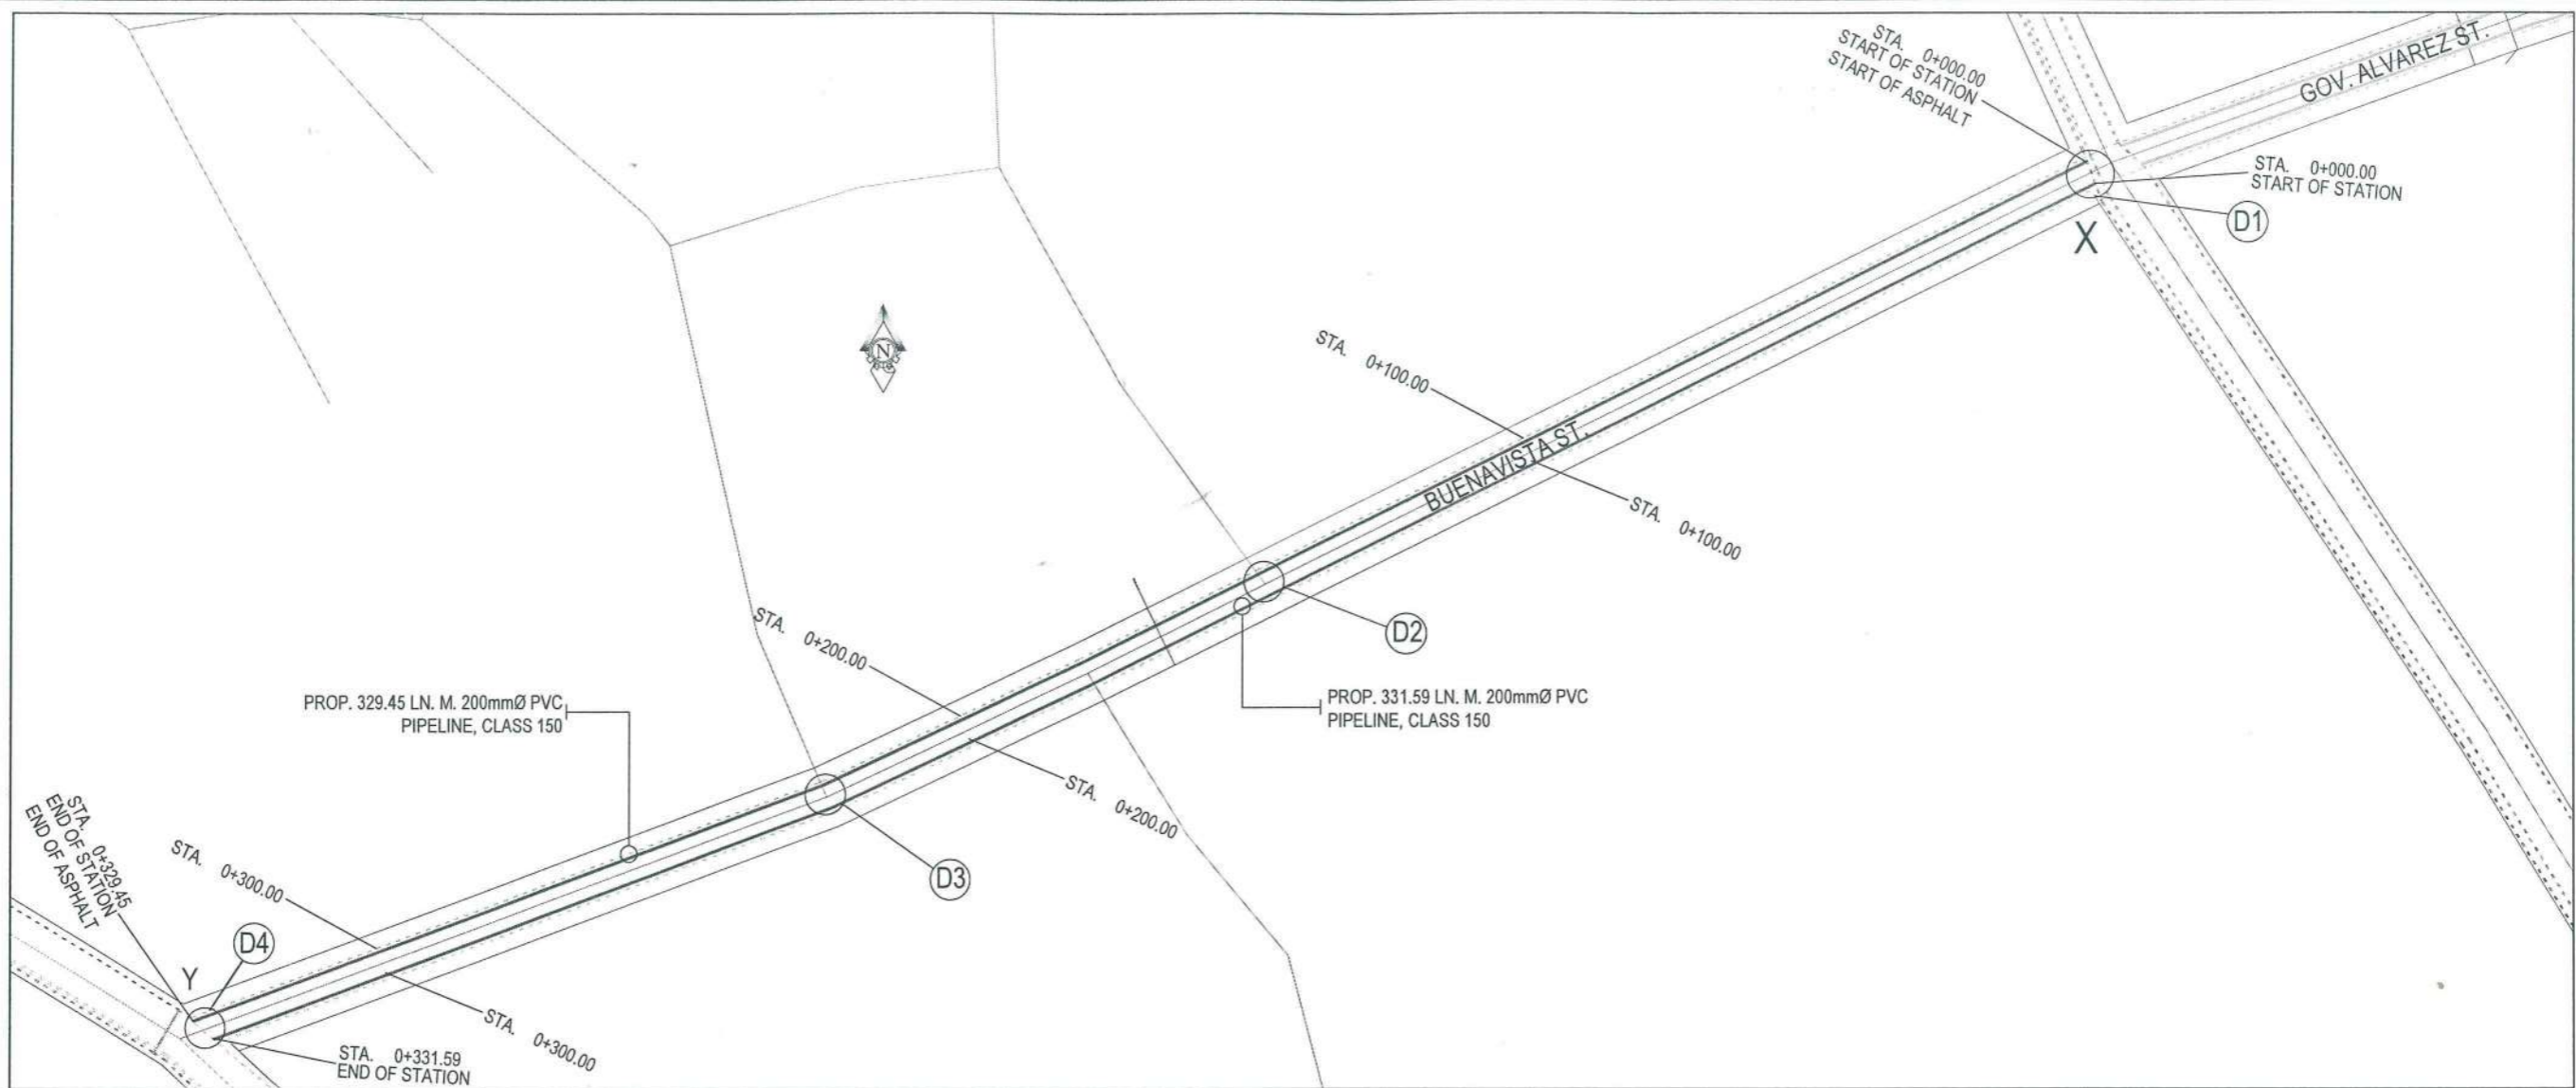 STA. 0+000.00
START OF STATION
START OF ASPHALT
GOV. ALVAREZ ST.
STA. 0+000.00
START OF STATION
D1
X
N
STA. 0+100.00
BUENAVISTA ST.
STA. 0+100.00
D2
STA. 0+200.00
PROP. 329.45 LN. M. 200mmØ PVC
PIPELINE, CLASS 150
PROP. 331.59 LN. M. 200mmØ PVC
PIPELINE, CLASS 150
STA. 0+200.00
D3
STA. 0+329.45
END OF STATION
END OF ASPHALT
STA. 0+300.00
D4
Y
STA. 0+300.00
STA. 0+331.59
END OF STATION